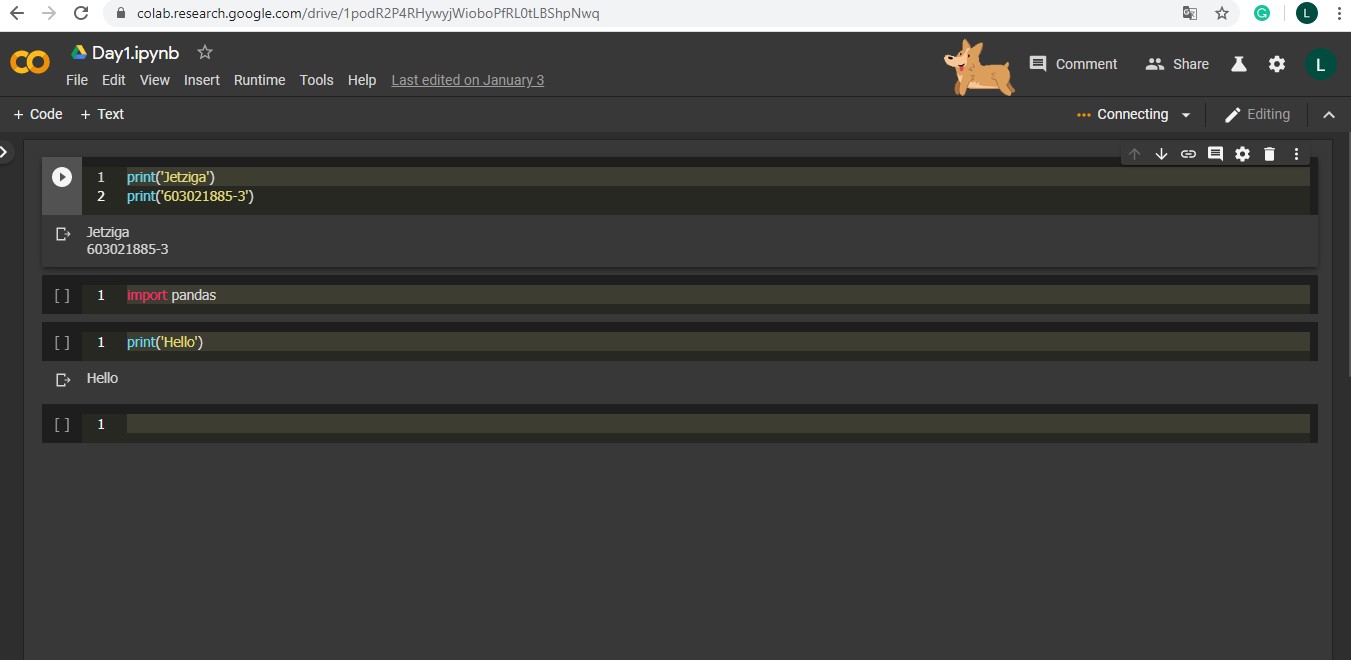 colab.research.google.com/drive/1podR2P4RHywyjWioboPfRL0tLBShpNwq
G
L
CO
Day1.ipynb
Comment
Share
L
File Edit View Insert Runtime Tools Help Last edited on January 3
+ Code + Text
Connecting
Editing
1 print('Jetziga')
2 print('603021885-3')
Jetziga
603021885-3
[ ] 1 import pandas
[ ] 1 print('Hello')
Hello
[ ] 1